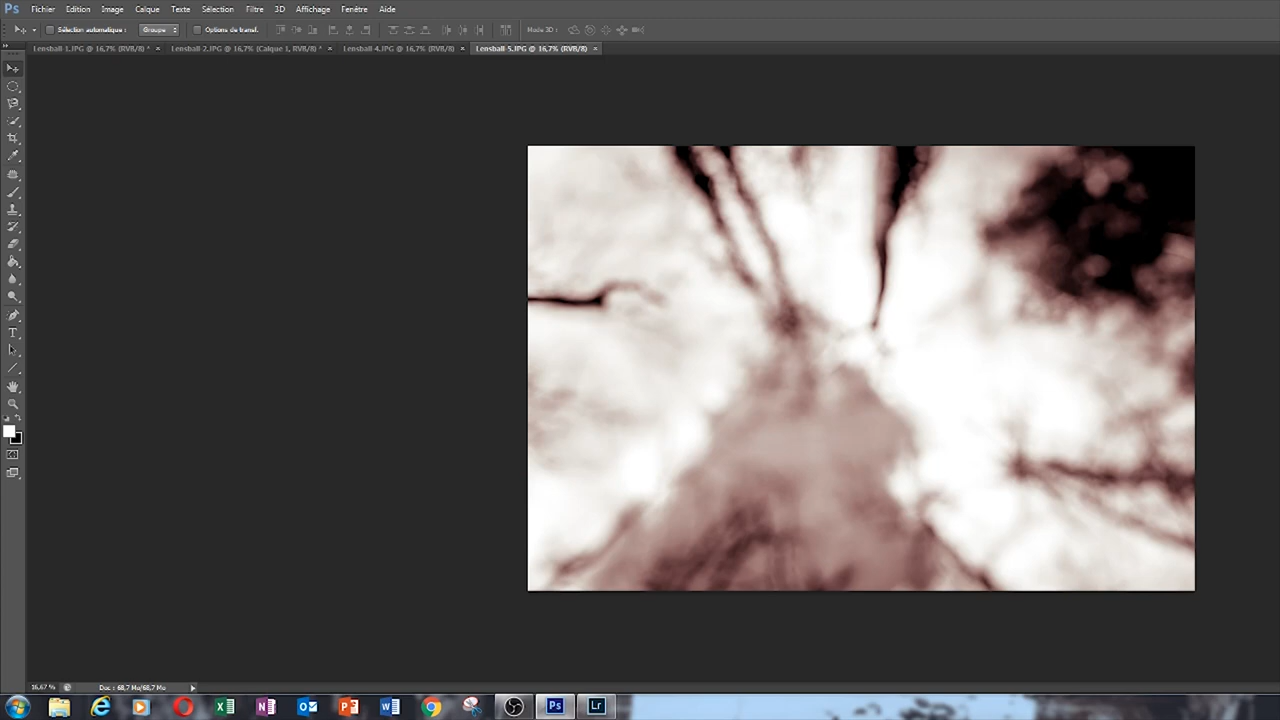 Ps Fichier Edition Image Calque Texte Sélection Filtre 3D Affichage Fenêtre Aide
Sélection automatique : Groupe Options de transf. Mode 3D :
Lensball-1.JPG @ 16,7% (RVB/8) * × Lensball-2.JPG @ 16,7% (Calque 1, RVB/8) * × Lensball-4.JPG @ 16,7% (RVB/8) × Lensball-5.JPG @ 16,7% (RVB/8) ×
T
16,67 % Doc : 68,7 Mo/68,7 Mo
Ps Lr